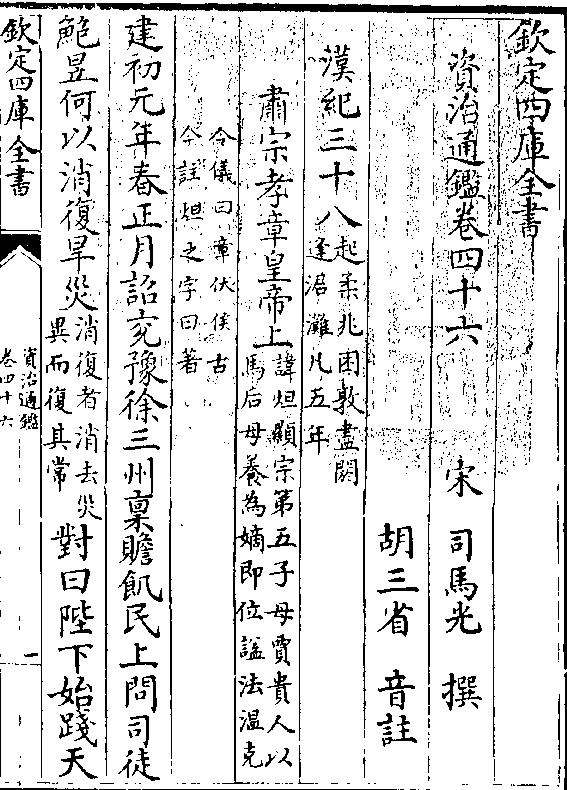 欽定四庫全書
資治通鑑卷四十六
宋 司馬光 撰
胡三省 音註
漢紀三十八
起柔兆困敦盡閼
逢涒灘凡五年
肅宗孝章皇帝上
諱炟顯宗第五子母賈貴人以
馬后母養為嫡即位諡法溫克
令儀曰章伏侯古
今註炟之字曰著
建初元年春正月詔兖豫徐三州稟贍飢民上問司徒
鮑昱何以消復旱災
消復者消去災
異而復其常
對曰陛下始踐天
欽定四庫全書
資治通鑑
卷四十六
一